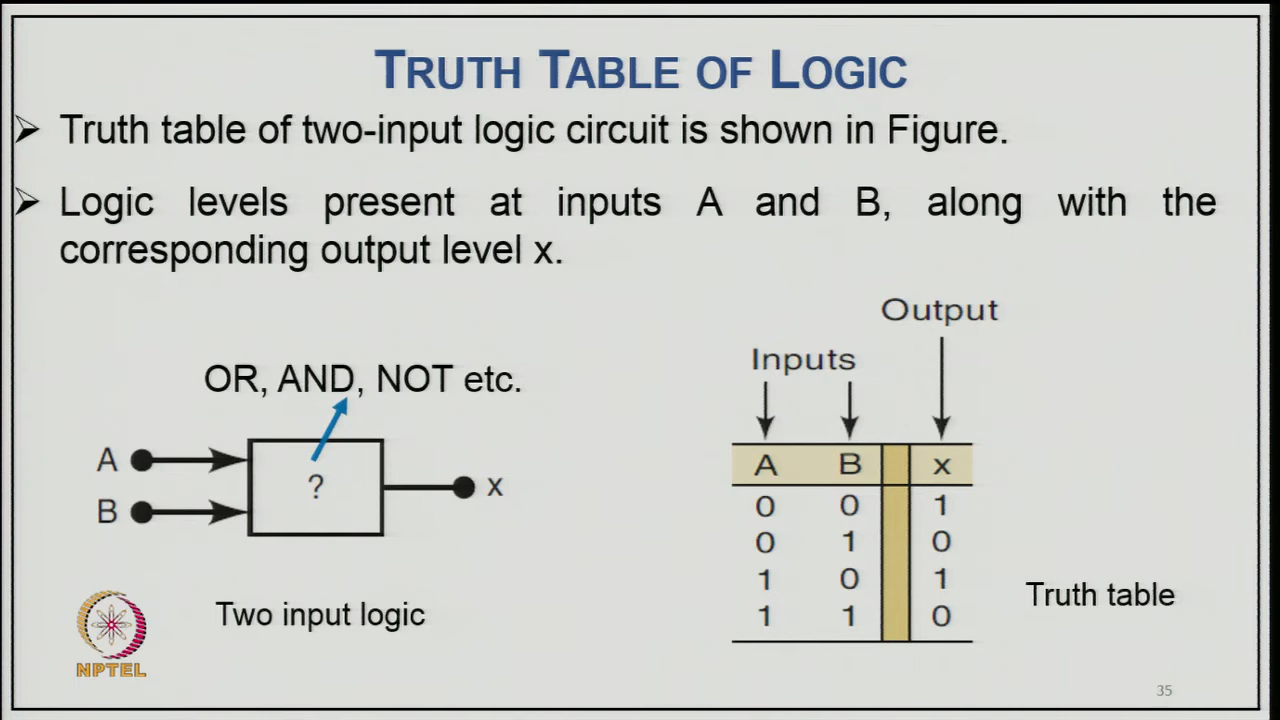 TRUTH TABLE OF LOGIC
Truth table of two-input logic circuit is shown in Figure.
Logic levels present at inputs A and B, along with the
corresponding output level x.
OR, AND, NOT etc.
A
B
?
x
Two input logic
NPTEL
Output
Inputs
A B x
0 0 1
0 1 0
1 0 1
1 1 0
Truth table
35